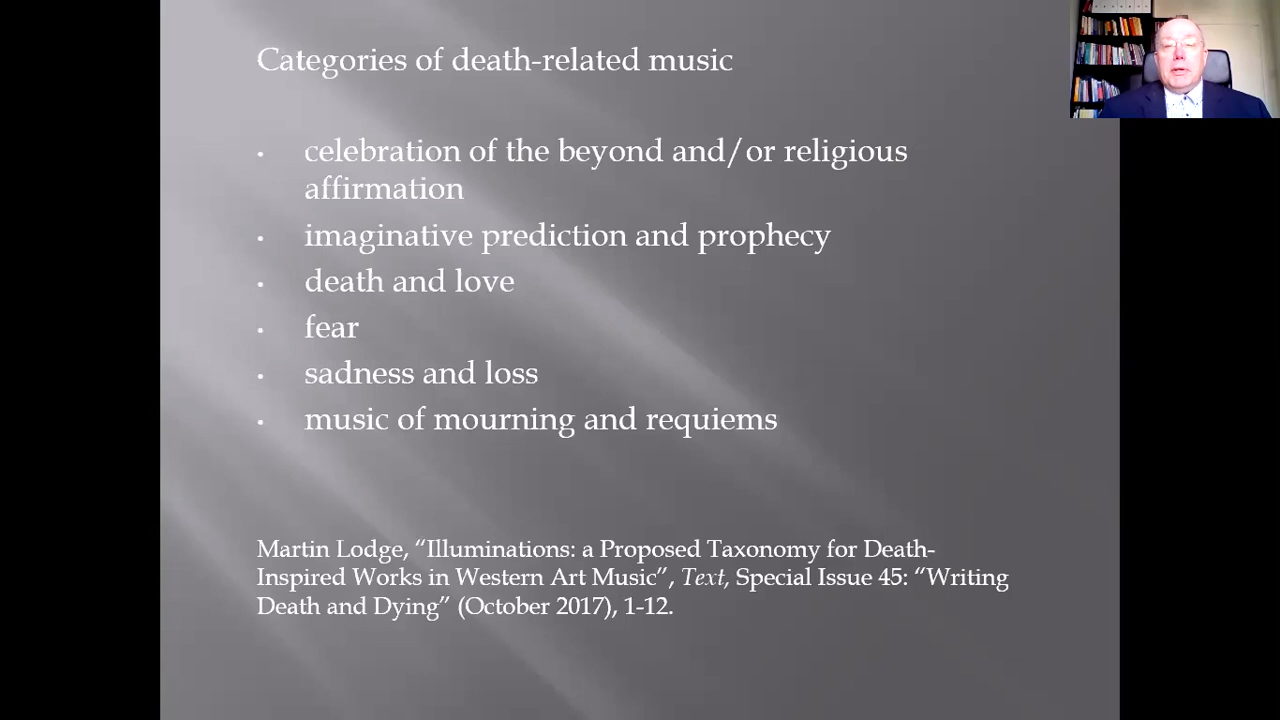 Categories of death-related music
• celebration of the beyond and/or religious
affirmation
• imaginative prediction and prophecy
• death and love
• fear
• sadness and loss
• music of mourning and requiems
Martin Lodge, “Illuminations: a Proposed Taxonomy for Death-
Inspired Works in Western Art Music”, Text, Special Issue 45: “Writing
Death and Dying” (October 2017), 1-12.